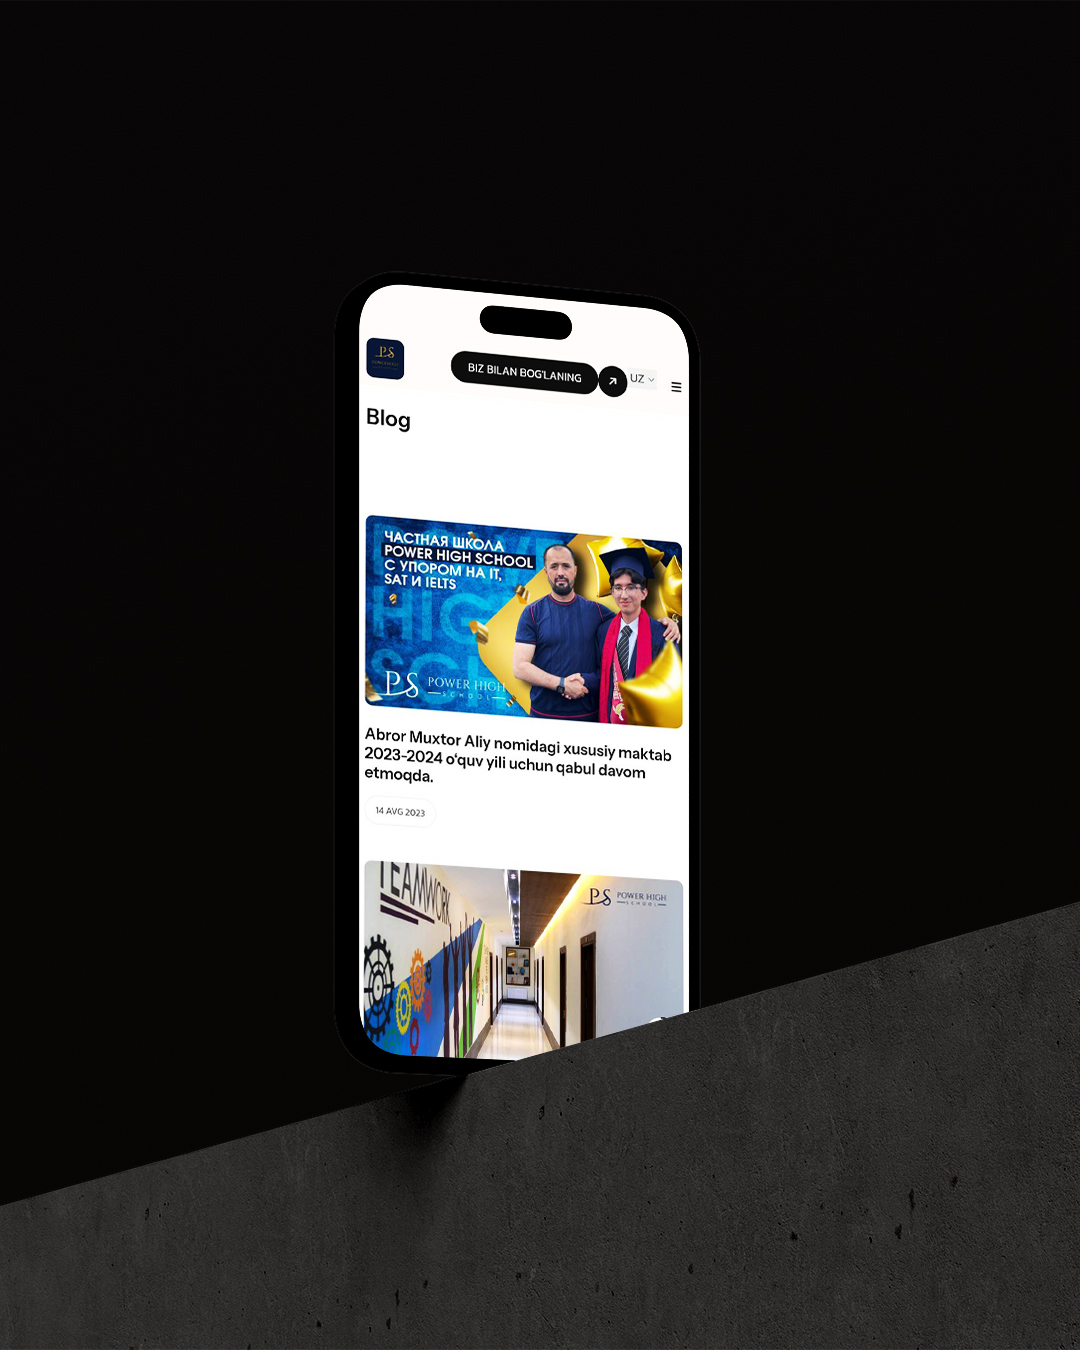 PS
BIZ BILAN BOG'LANING
UZ
Blog
ЧАСТНАЯ ШКОЛА
POWER HIGH SCHOOL
С УПОРОМ НА IT,
SAT И IELTS
HIG
SCH
PS POWER HIGH
SCHOOL
Abror Muxtor Aliy nomidagi xususiy maktab
2023-2024 o‘quv yili uchun qabul davom
etmoqda.
14 AVG 2023
TEAMWORK
PS POWER HIGH
SCHOOL